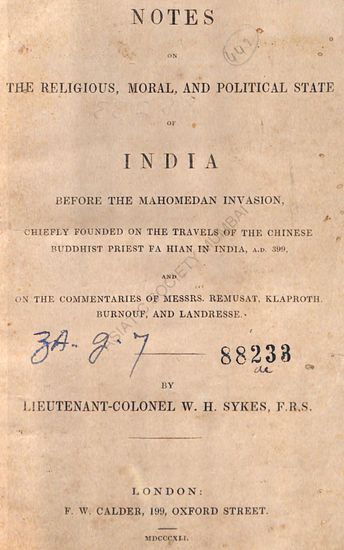 NOTES
ON
THE RELIGIOUS, MORAL, AND POLITICAL STATE
OF
INDIA
BEFORE THE MAHOMEDAN INVASION,
CHIEFLY FOUNDED ON THE TRAVELS OF THE CHINESE
BUDDHIST PRIEST FA HIAN IN INDIA, A.D. 399,
AND
ON THE COMMENTARIES OF MESSRS. REMUSAT, KLAPROTH,
BURNOUF, AND LANDRESSE.
88233
BY
LIEUTENANT-COLONEL W. H. SYKES, F.R.S.
LONDON:
F. W. CALDER, 199, OXFORD STREET.
MDCCCXLI.